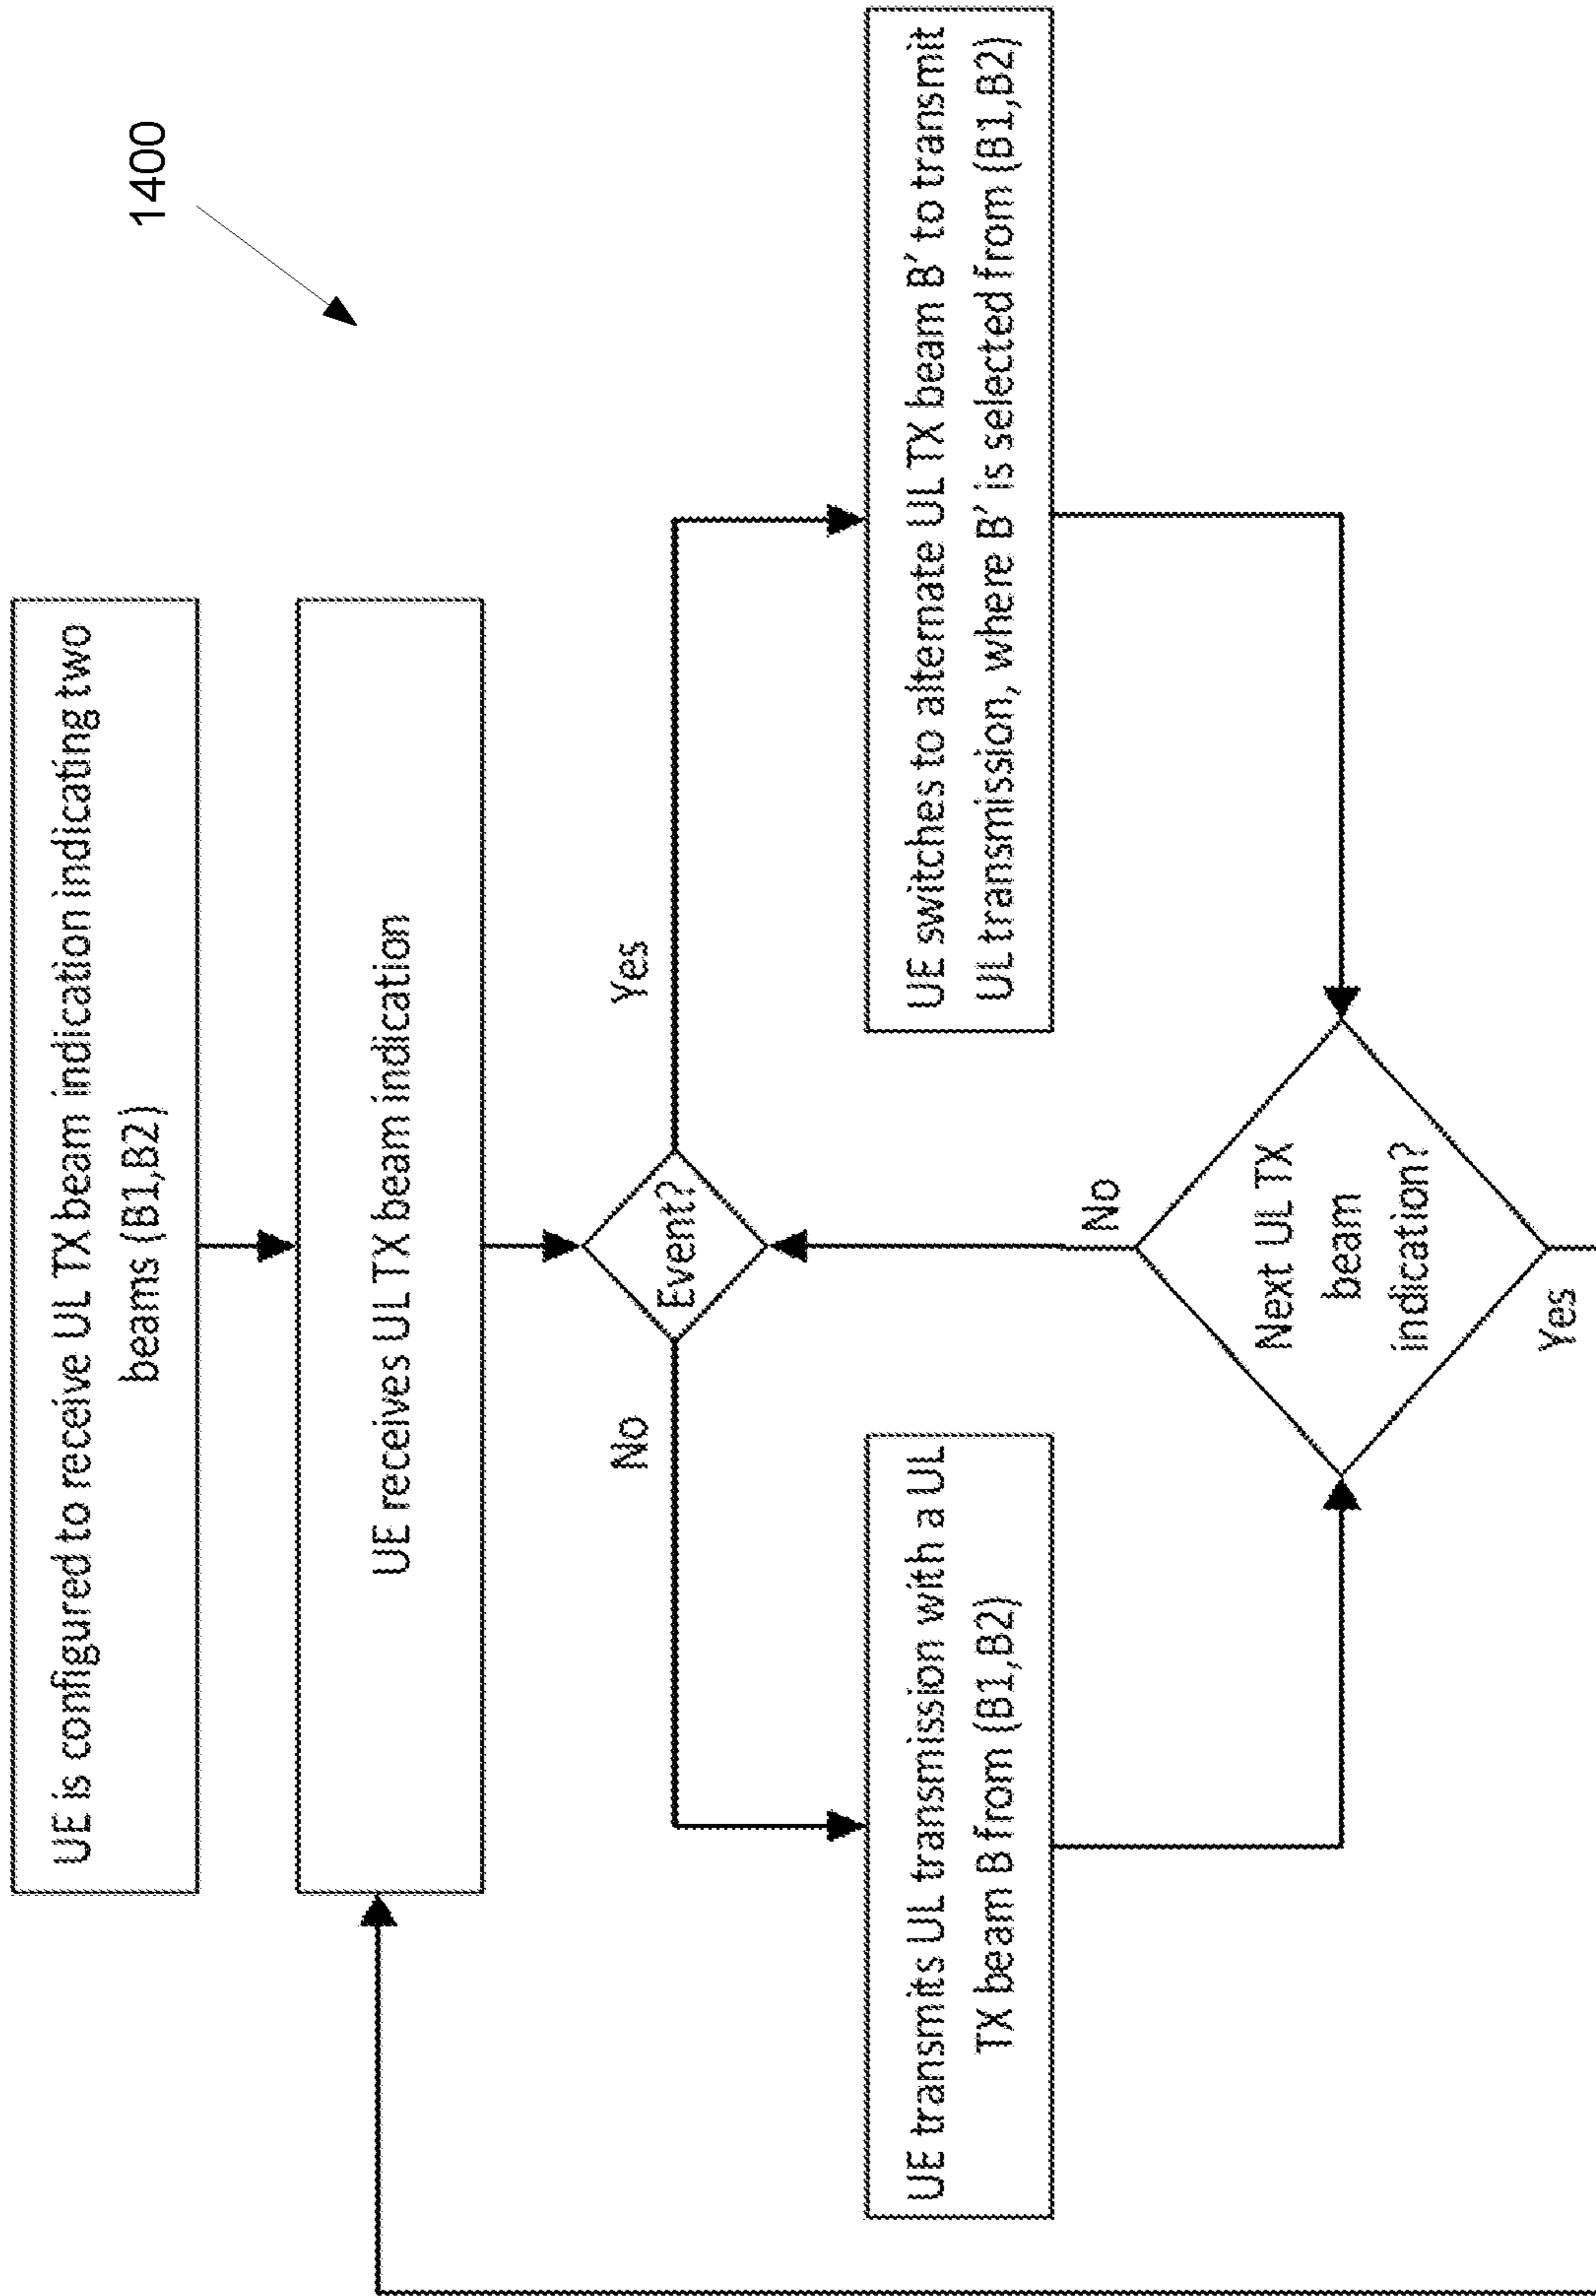 1400
UE is configured to receive UL TX beam indication indicating two
beams (B1,B2)
UE receives UL TX beam indication
Event?
No
Yes
UE transmits UL transmission with a UL
TX beam B from (B1,B2)
UE switches to alternate UL TX beam B' to transmit
UL transmission, where B' is selected from (B1,B2)
No
Next UL TX
beam
indication?
Yes